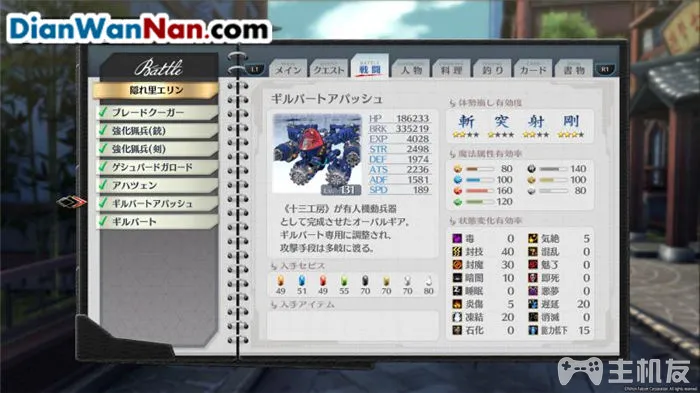 DianWanNan.com
Battle
隠れ里エリン
ブレードクーガー
強化猟兵(銃)
強化猟兵(剣)
ゲシュパードガロード
アハツェン
ギルバートアパッシュ
ギルバート
L1
メイン
クエスト
BATTLE
戦闘
人物
料理
釣り
カード
書物
R1
ギルバートアパッシュ
HP 186233
BRK 335219
EXP 4028
STR 2498
DEF 1974
ATS 2236
ADF 1581
SPD 189
131
《十三工房》が有人機動兵器
として完成させたオーバルギア。
ギルバート専用に調整され、
攻撃手段は多岐に渡る。
入手セピス
49 51 49 55 70 70 70 80
入手アイテム
体勢崩し有効度
斬 突 射 剛
魔法属性有効率
80 140
100 100
160 100
120 80
状態変化有効率
毒 0 気絶 5
封技 40 混乱 0
封魔 30 魅了 0
暗闇 10 即死 0
睡眠 0 悪夢 0
炎傷 5 遅延 20
凍結 20 消滅 0
石化 0 能力低下 15
主机友